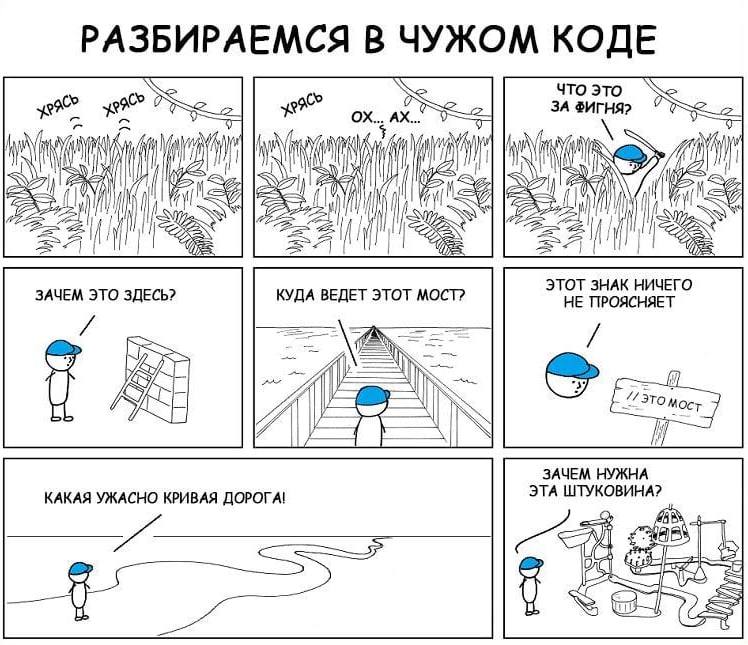 РАЗБИРАЕМСЯ В ЧУЖОМ КОДЕ
ХРЯСЬ
ХРЯСЬ
ХРЯСЬ
ОХ... АХ...
ЧТО ЭТО
ЗА ФИГНЯ?
ЗАЧЕМ ЭТО ЗДЕСЬ?
КУДА ВЕДЕТ ЭТОТ МОСТ?
ЭТОТ ЗНАК НИЧЕГО
НЕ ПРОЯСНЯЕТ
// ЭТО МОСТ
КАКАЯ УЖАСНО КРИВАЯ ДОРОГА!
ЗАЧЕМ НУЖНА
ЭТА ШТУКОВИНА?